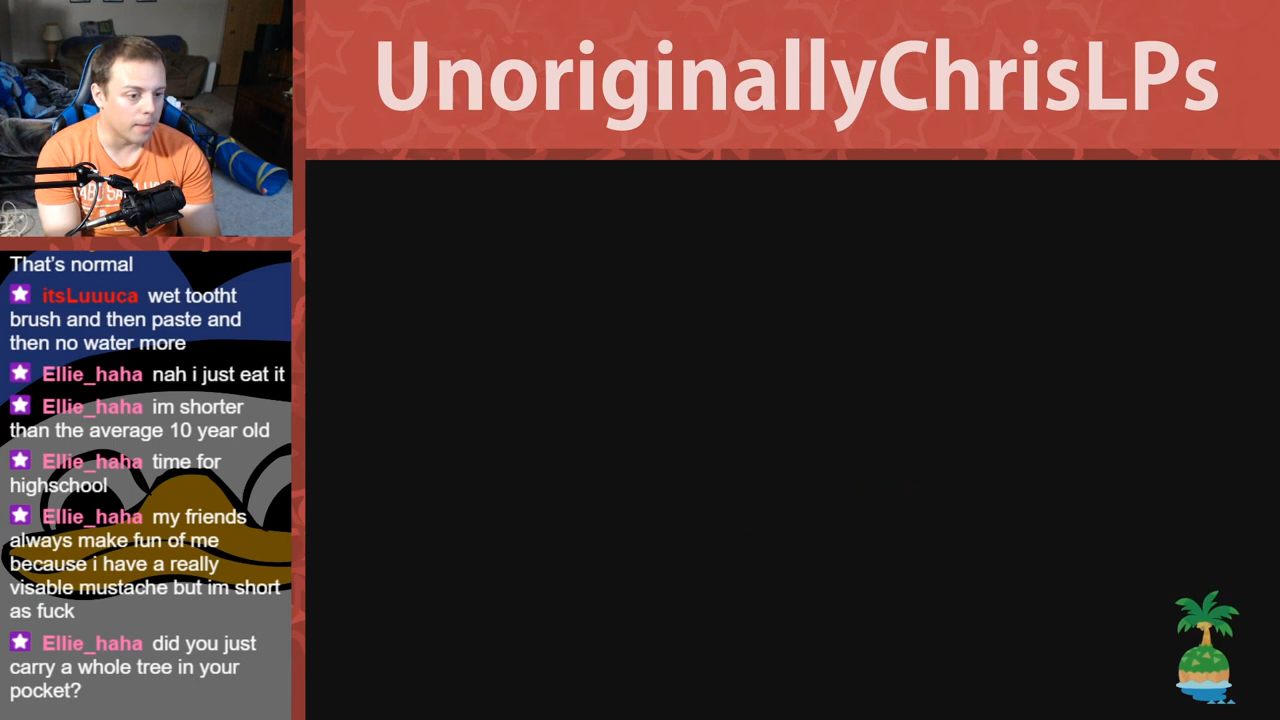 UnoriginallyChrisLPs
That's normal
itsLuuuca wet tootht
brush and then paste and
then no water more
Ellie_haha nah i just eat it
Ellie_haha im shorter
than the average 10 year old
Ellie_haha time for
highschool
Ellie_haha my friends
always make fun of me
because i have a really
visable mustache but im short
as fuck
Ellie_haha did you just
carry a whole tree in your
pocket?